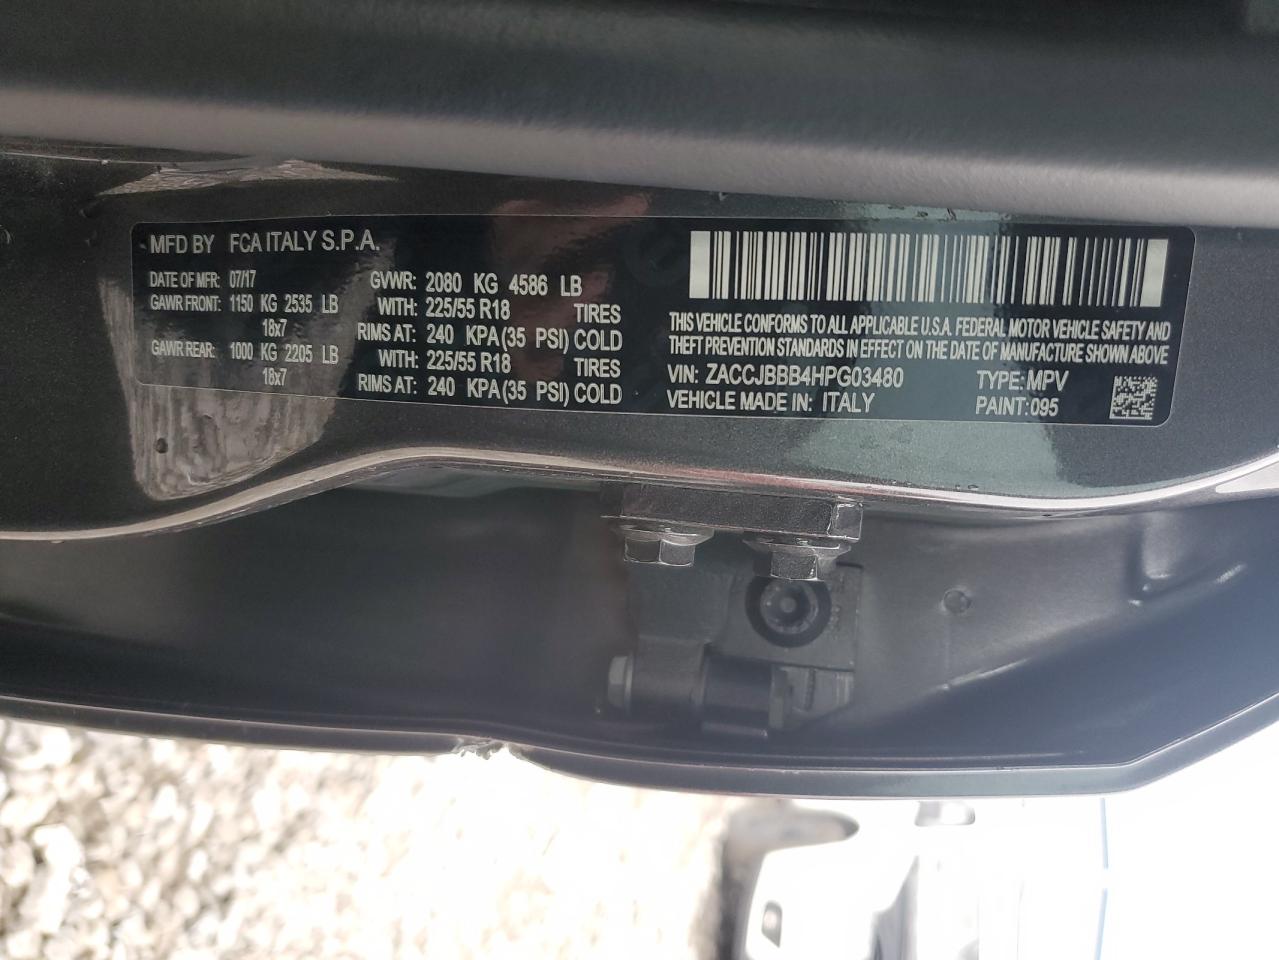 MFD BY FCA ITALY S.P.A.
DATE OF MFR: 07/17 GVWR: 2080 KG 4586 LB
GAWR FRONT: 1150 KG 2535 LB WITH: 225/55 R18 TIRES
18x7 RIMS AT: 240 KPA(35 PSI) COLD
GAWR REAR: 1000 KG 2205 LB WITH: 225/55 R18 TIRES
18x7 RIMS AT: 240 KPA(35 PSI) COLD
THIS VEHICLE CONFORMS TO ALL APPLICABLE U.S.A. FEDERAL MOTOR VEHICLE SAFETY AND
THEFT PREVENTION STANDARDS IN EFFECT ON THE DATE OF MANUFACTURE SHOWN ABOVE
VIN: ZACCJBBB4HPG03480 TYPE: MPV
VEHICLE MADE IN: ITALY PAINT: 095